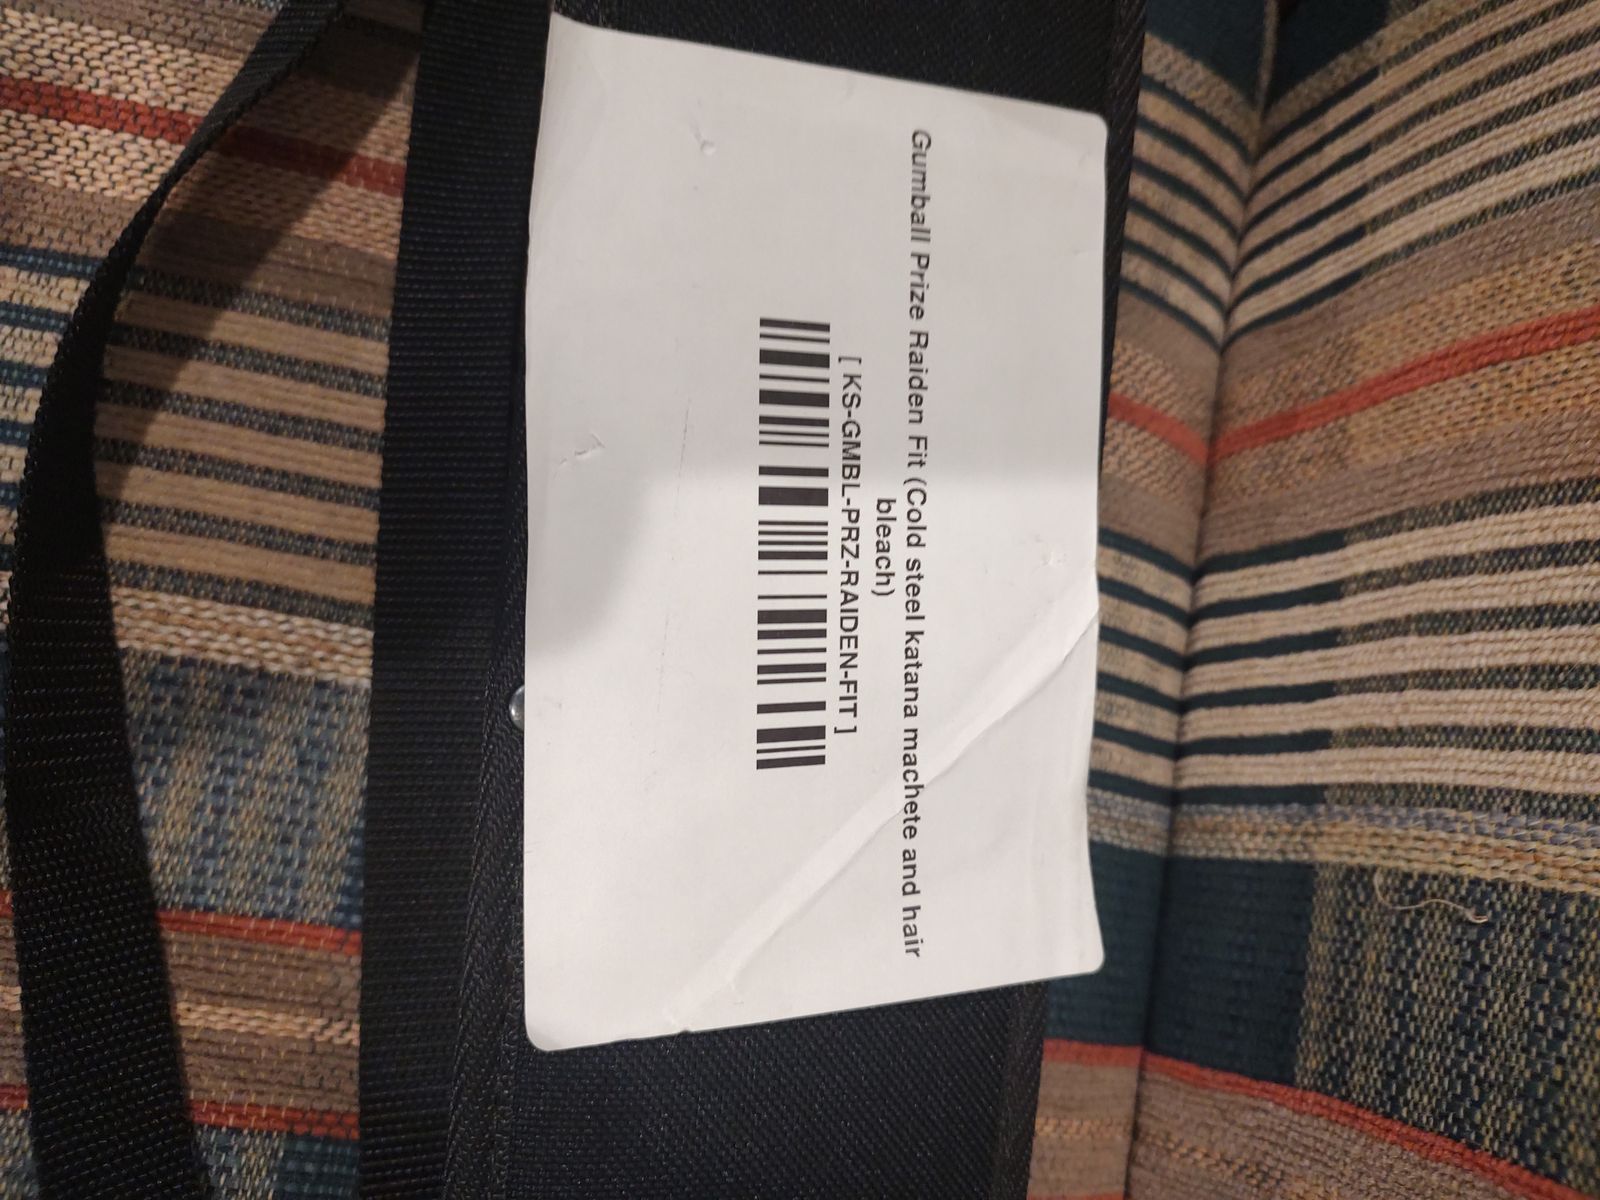 Gumball Prize Raiden Fit (Cold steel katana machete and hair
bleach)
[ KS-GMBL-PRZ-RAIDEN-FIT ]